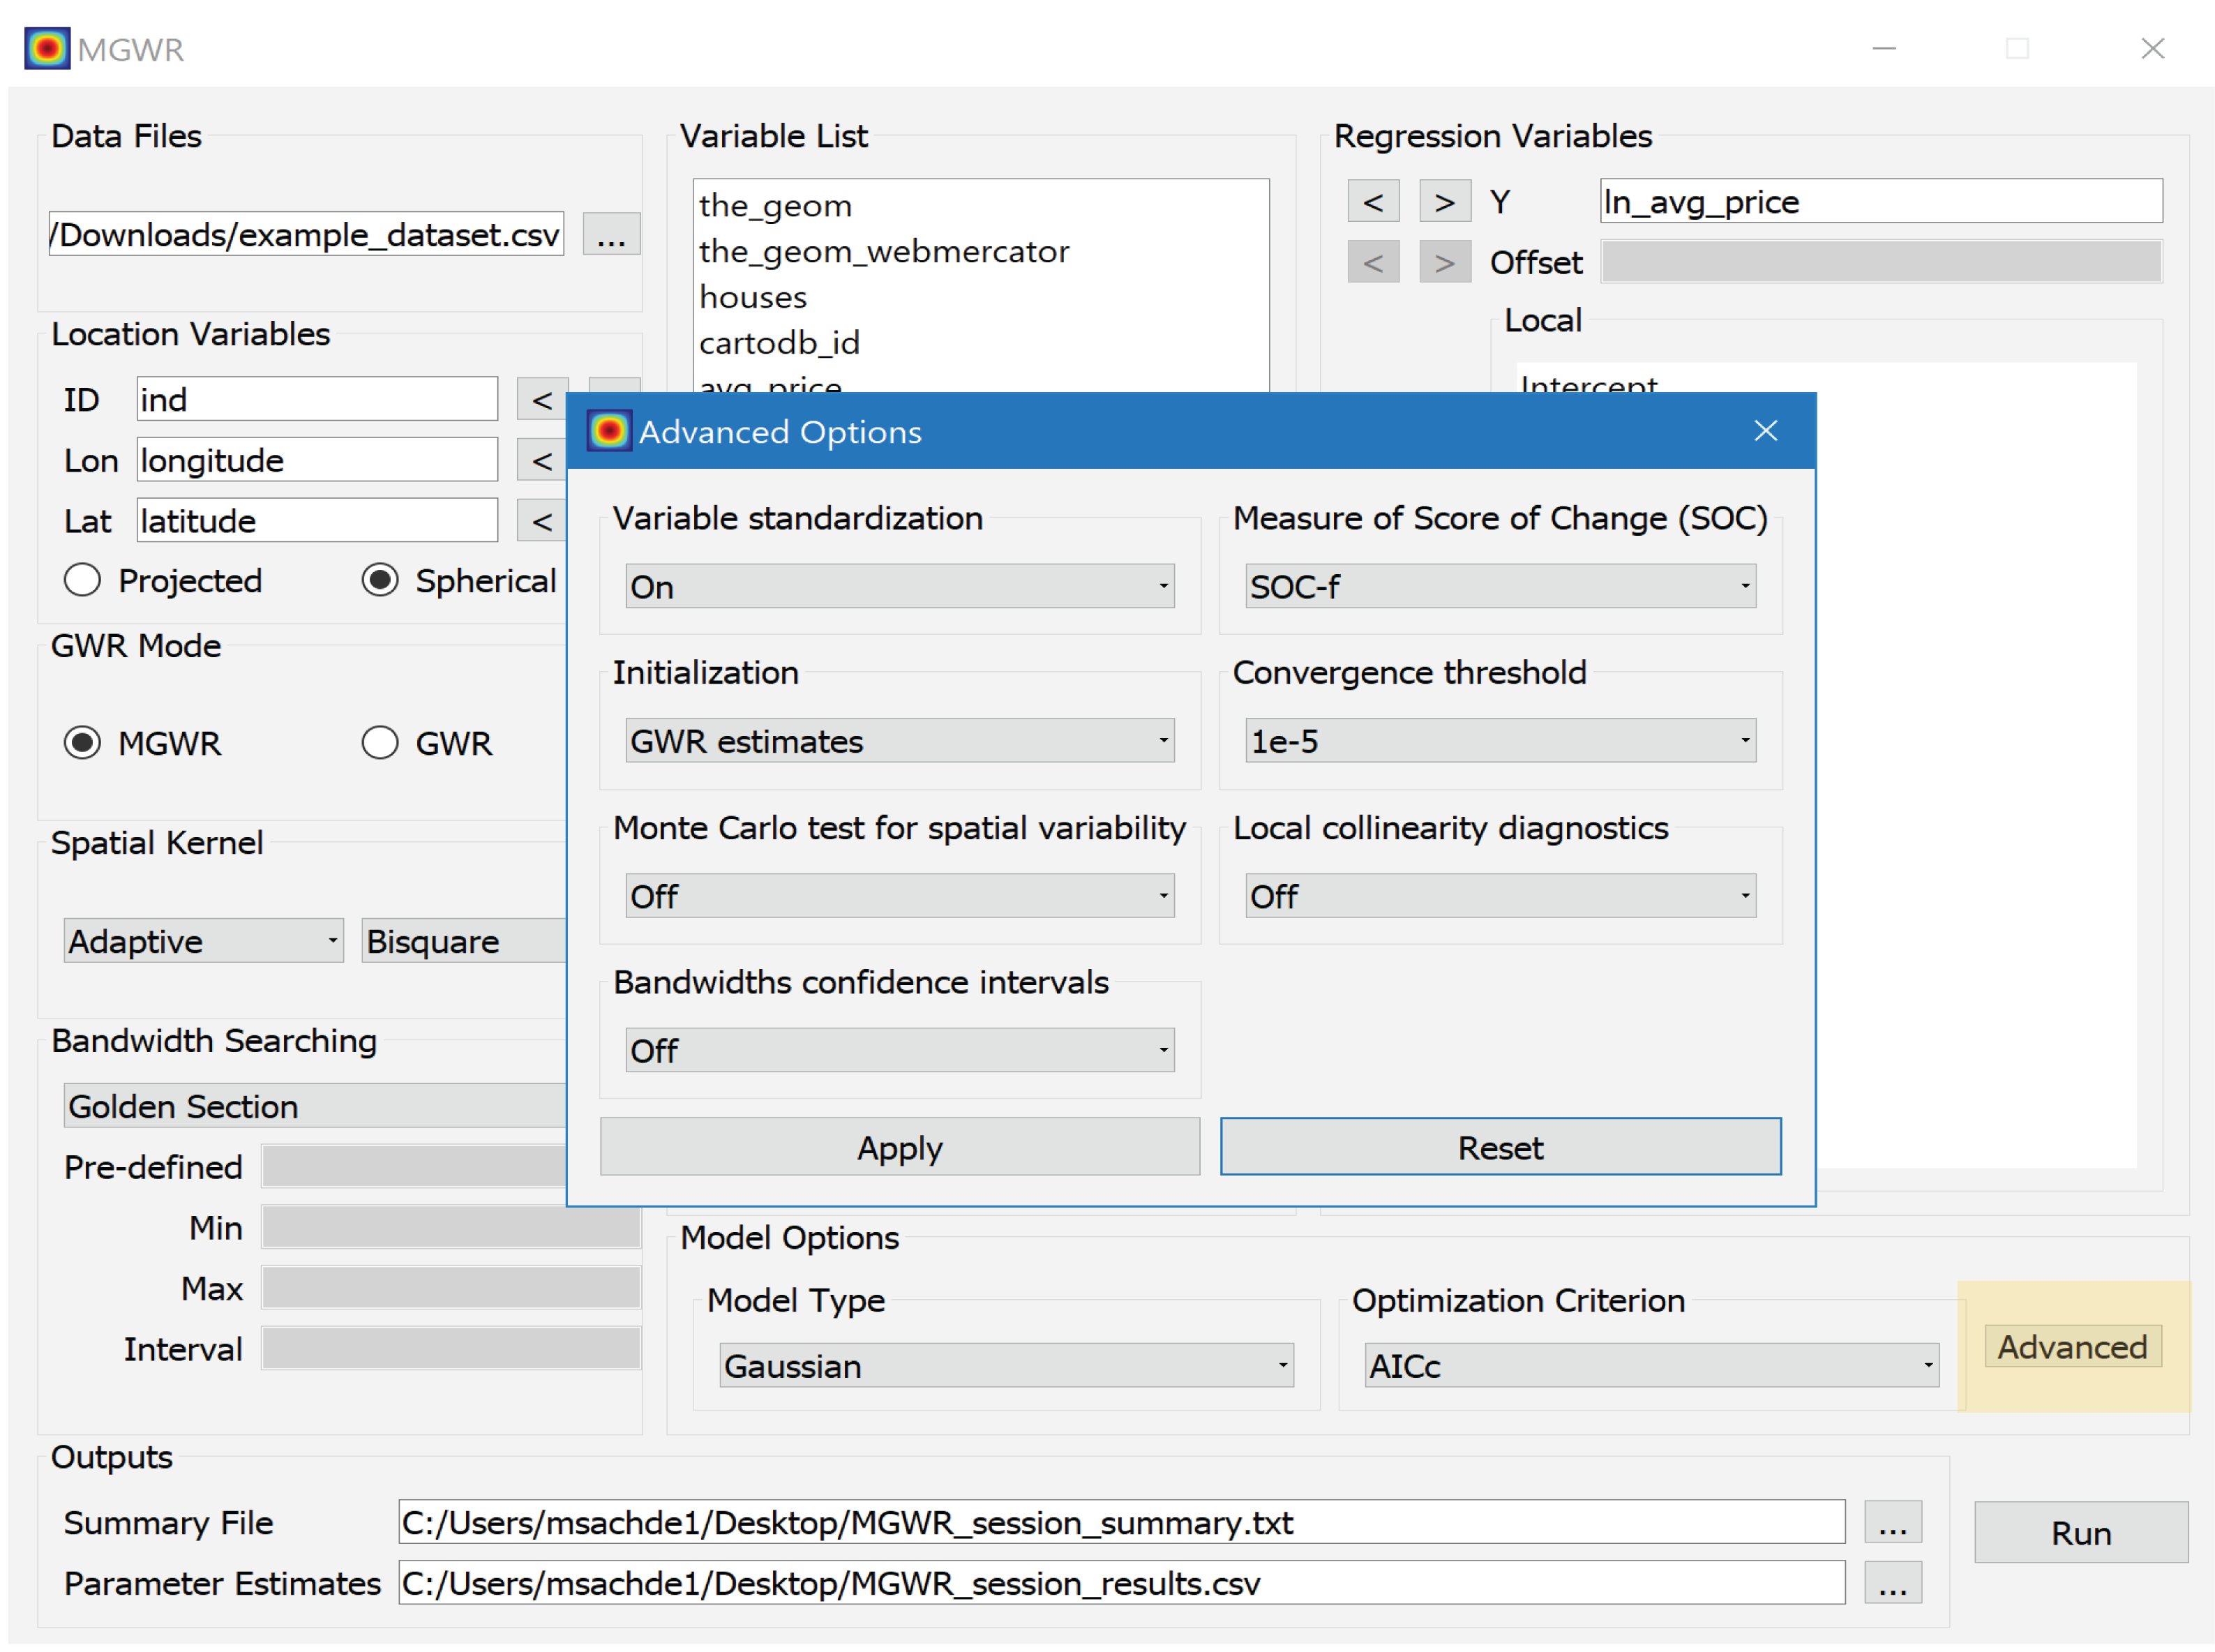 MGWR
Data Files
/Downloads/example_dataset.csv ...
Location Variables
ID ind <
Lon longitude <
Lat latitude <
Projected Spherical
GWR Mode
MGWR GWR
Spatial Kernel
Adaptive Bisquare
Bandwidth Searching
Golden Section
Pre-defined
Min
Max
Interval
Variable List
the_geom
the_geom_webmercator
houses
cartodb_id
avg_price
Regression Variables
< > Y ln_avg_price
< > Offset
Local
Intercept
Advanced Options
Variable standardization
On
Measure of Score of Change (SOC)
SOC-f
Initialization
GWR estimates
Convergence threshold
1e-5
Monte Carlo test for spatial variability
Off
Local collinearity diagnostics
Off
Bandwidths confidence intervals
Off
Apply Reset
Model Options
Model Type
Gaussian
Optimization Criterion
AICc
Advanced
Outputs
Summary File C:/Users/msachde1/Desktop/MGWR_session_summary.txt ...
Parameter Estimates C:/Users/msachde1/Desktop/MGWR_session_results.csv ...
Run